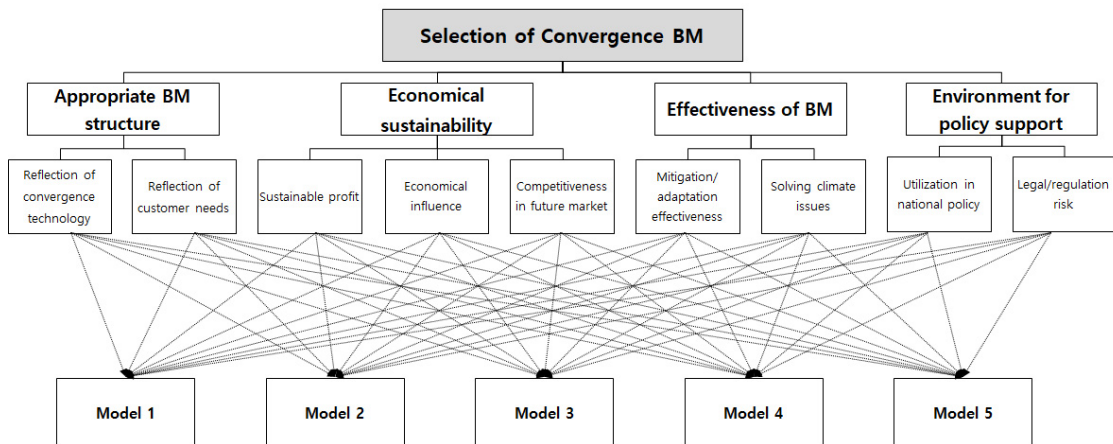 Selection of Convergence BM
Appropriate BM
structure
Economical
sustainability
Effectiveness of BM
Environment for
policy support
Reflection of
convergence
technology
Reflection of
customer needs
Sustainable profit
Economical
influence
Competitiveness
in future market
Mitigation/
adaptation
effectiveness
Solving climate
issues
Utilization in
national policy
Legal/regulation
risk
Model 1
Model 2
Model 3
Model 4
Model 5